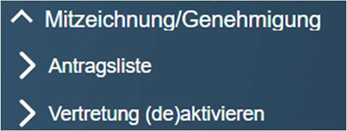 Mitzeichnung/Genehmigung
Antragsliste
Vertretung (de)aktivieren